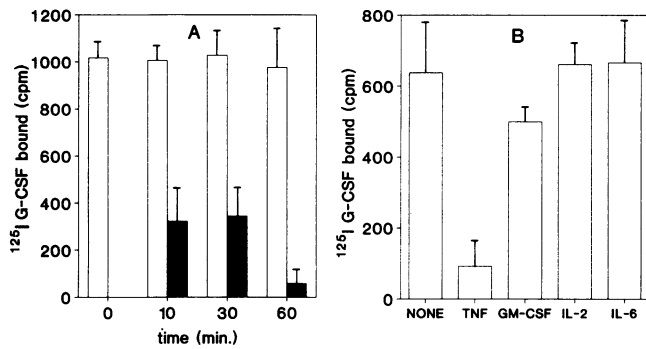 A
1200
1000
800
600
400
200
0
¹²⁵I G-CSF bound (cpm)
0 10 30 60
time (min.)
B
800
600
400
200
0
¹²⁵I G-CSF bound (cpm)
NONE TNF GM-CSF IL-2 IL-6